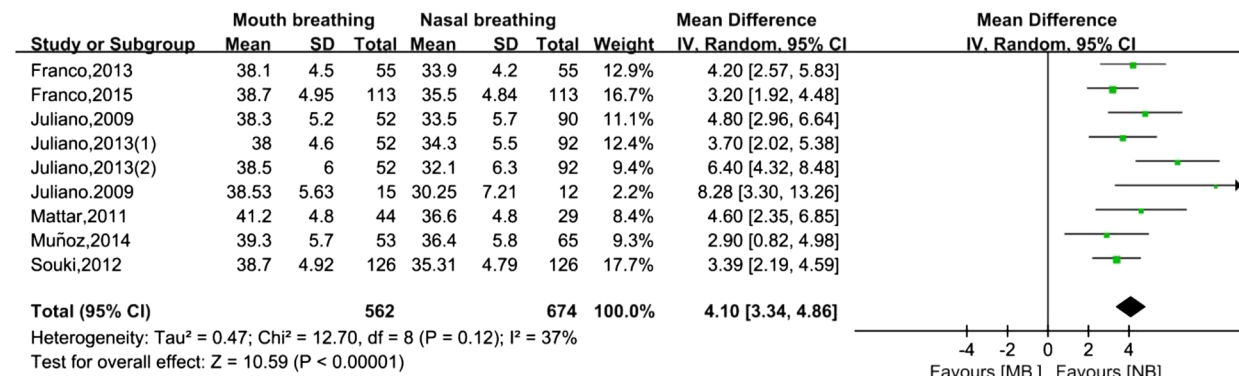 Mouth breathing Nasal breathing Mean Difference Mean Difference
Study or Subgroup Mean SD Total Mean SD Total Weight IV, Random, 95% CI IV, Random, 95% CI
Franco,2013 38.1 4.5 55 33.9 4.2 55 12.9% 4.20 [2.57, 5.83]
Franco,2015 38.7 4.95 113 35.5 4.84 113 16.7% 3.20 [1.92, 4.48]
Juliano,2009 38.3 5.2 52 33.5 5.7 90 11.1% 4.80 [2.96, 6.64]
Juliano,2013(1) 38 4.6 52 34.3 5.5 92 12.4% 3.70 [2.02, 5.38]
Juliano,2013(2) 38.5 6 52 32.1 6.3 92 9.4% 6.40 [4.32, 8.48]
Juliano.2009 38.53 5.63 15 30.25 7.21 12 2.2% 8.28 [3.30, 13.26]
Mattar,2011 41.2 4.8 44 36.6 4.8 29 8.4% 4.60 [2.35, 6.85]
Muñoz,2014 39.3 5.7 53 36.4 5.8 65 9.3% 2.90 [0.82, 4.98]
Souki,2012 38.7 4.92 126 35.31 4.79 126 17.7% 3.39 [2.19, 4.59]
Total (95% CI) 562 674 100.0% 4.10 [3.34, 4.86]
Heterogeneity: Tau² = 0.47; Chi² = 12.70, df = 8 (P = 0.12); I² = 37%
Test for overall effect: Z = 10.59 (P < 0.00001)
-4 -2 0 2 4
Favours [MB ] Favours [NB]